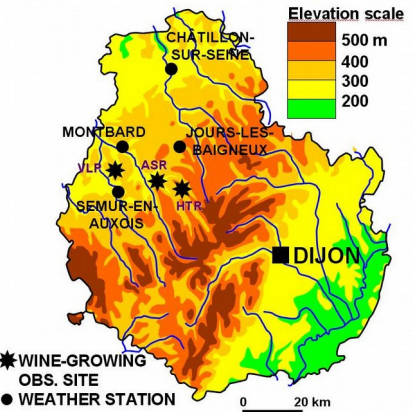 Elevation scale
500 m
400
300
200
CHÂTILLON-
SUR-SEINE
MONTBARD
JOURS-LES-
BAIGNEUX
VLP
ASR
HTR
SEMUR-EN-
AUXOIS
DIJON
WINE-GROWING
OBS. SITE
WEATHER STATION
0 20 km